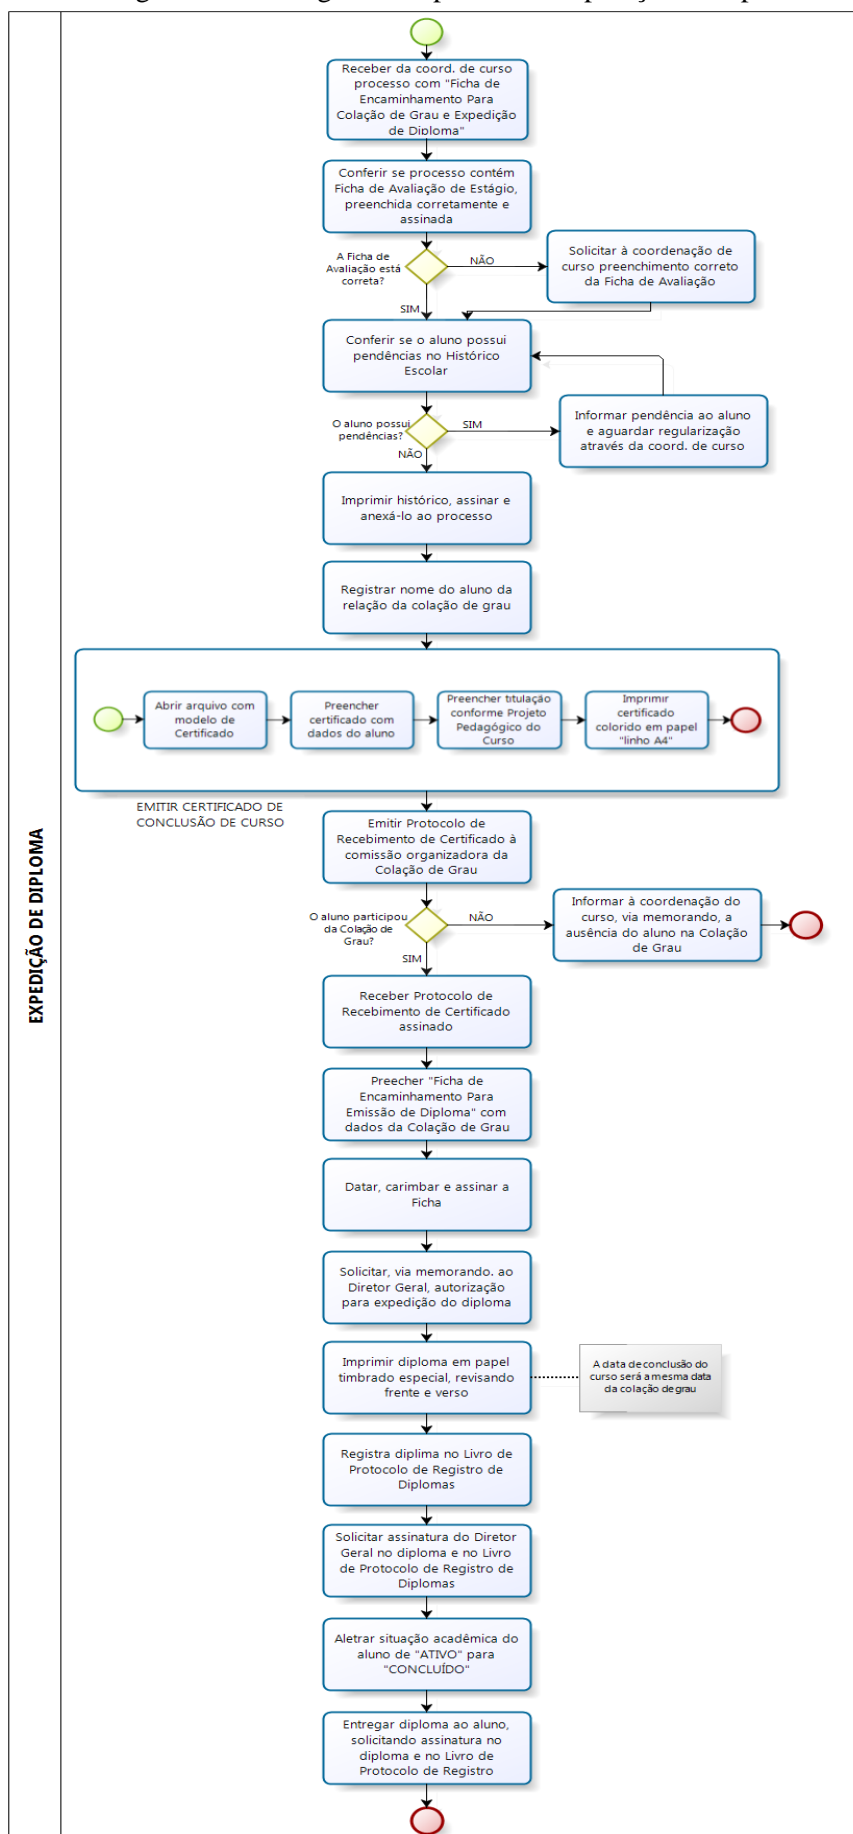 EXPEDIÇÃO DE DIPLOMA
Receber da coord. de curso
processo com "Ficha de
Encaminhamento Para
Colação de Grau e Expedição
de Diploma"
Conferir se processo contém
Ficha de Avaliação de Estágio,
preenchida corretamente e
assinada
A Ficha de
Avaliação está
correta?
NÃO
Solicitar à coordenação de
curso preenchimento correto
da Ficha de Avaliação
SIM
Conferir se o aluno possui
pendências no Histórico
Escolar
O aluno possui
pendências?
SIM
Informar pendência ao aluno
e aguardar regularização
através da coord. de curso
NÃO
Imprimir histórico, assinar e
anexá-lo ao processo
Registrar nome do aluno da
relação da colação de grau
Abrir arquivo com
modelo de
Certificado
Preencher
certificado com
dados do aluno
Preencher titulação
conforme Projeto
Pedagógico do
Curso
Imprimir
certificado
colorido em papel
"linho A4"
EMITIR CERTIFICADO DE
CONCLUSÃO DE CURSO
Emitir Protocolo de
Recebimento de Certificado à
comissão organizadora da
Colação de Grau
O aluno participou
da Colação de
Grau?
NÃO
Informar à coordenação do
curso, via memorando, a
ausência do aluno na Colação
de Grau
SIM
Receber Protocolo de
Recebimento de Certificado
assinado
Preecher "Ficha de
Encaminhamento Para
Emissão de Diploma" com
dados da Colação de Grau
Datar, carimbar e assinar a
Ficha
Solicitar, via memorando. ao
Diretor Geral, autorização
para expedição do diploma
Imprimir diploma em papel
timbrado especial, revisando
frente e verso
A data de conclusão do
curso será a mesma data
da colação de grau
Registra diplima no Livro de
Protocolo de Registro de
Diplomas
Solicitar assinatura do Diretor
Geral no diploma e no Livro
de Protocolo de Registro de
Diplomas
Aletrar situação acadêmica do
aluno de "ATIVO" para
"CONCLUÍDO"
Entregar diploma ao aluno,
solicitando assinatura no
diploma e no Livro de
Protocolo de Registro